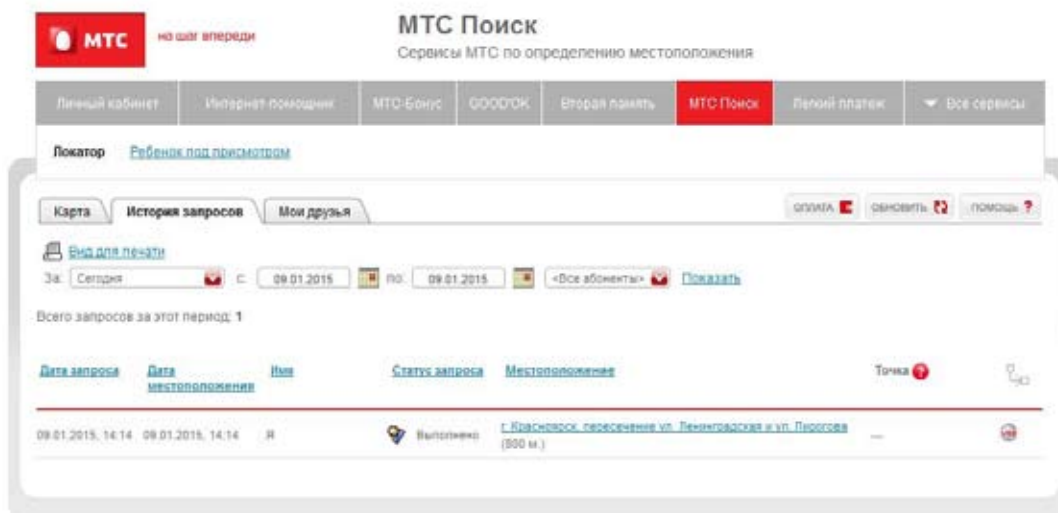 МТС Поиск
МТС на шаг впереди
Сервисы МТС по определению местоположения
Личный кабинет Интернет-помощник МТС-Бонус GOOD'OK Вторая память МТС Поиск Легкий платеж Все сервисы
Локатор Ребенок под присмотром
Карта История запросов Мои друзья ОПЛАТА ОБНОВИТЬ ПОМОЩЬ ?
Вид для печати
За: Сегодня с: 09.01.2015 по: 09.01.2015 <Все абоненты> Показать
Всего запросов за этот период: 1
Дата запроса Дата местоположения Имя Статус запроса Местоположение Точка ?
09.01.2015, 14:14 09.01.2015, 14:14 Я Выполнено г. Красноярск, пересечение ул. Ленинградская и ул. Пирогова
(800 м.) —